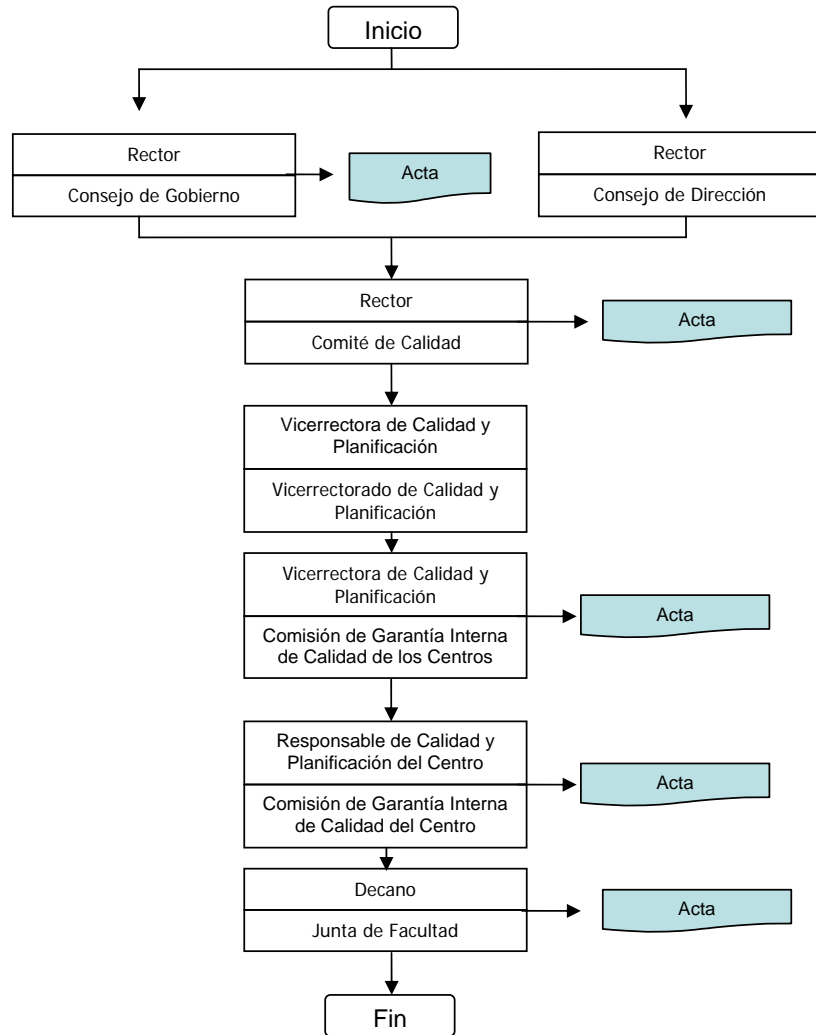 Inicio
Rector
Consejo de Gobierno
Acta
Rector
Consejo de Dirección
Rector
Comité de Calidad
Acta
Vicerrectora de Calidad y
Planificación
Vicerrectorado de Calidad y
Planificación
Vicerrectora de Calidad y
Planificación
Comisión de Garantía Interna
de Calidad de los Centros
Acta
Responsable de Calidad y
Planificación del Centro
Comisión de Garantía Interna
de Calidad del Centro
Acta
Decano
Junta de Facultad
Acta
Fin